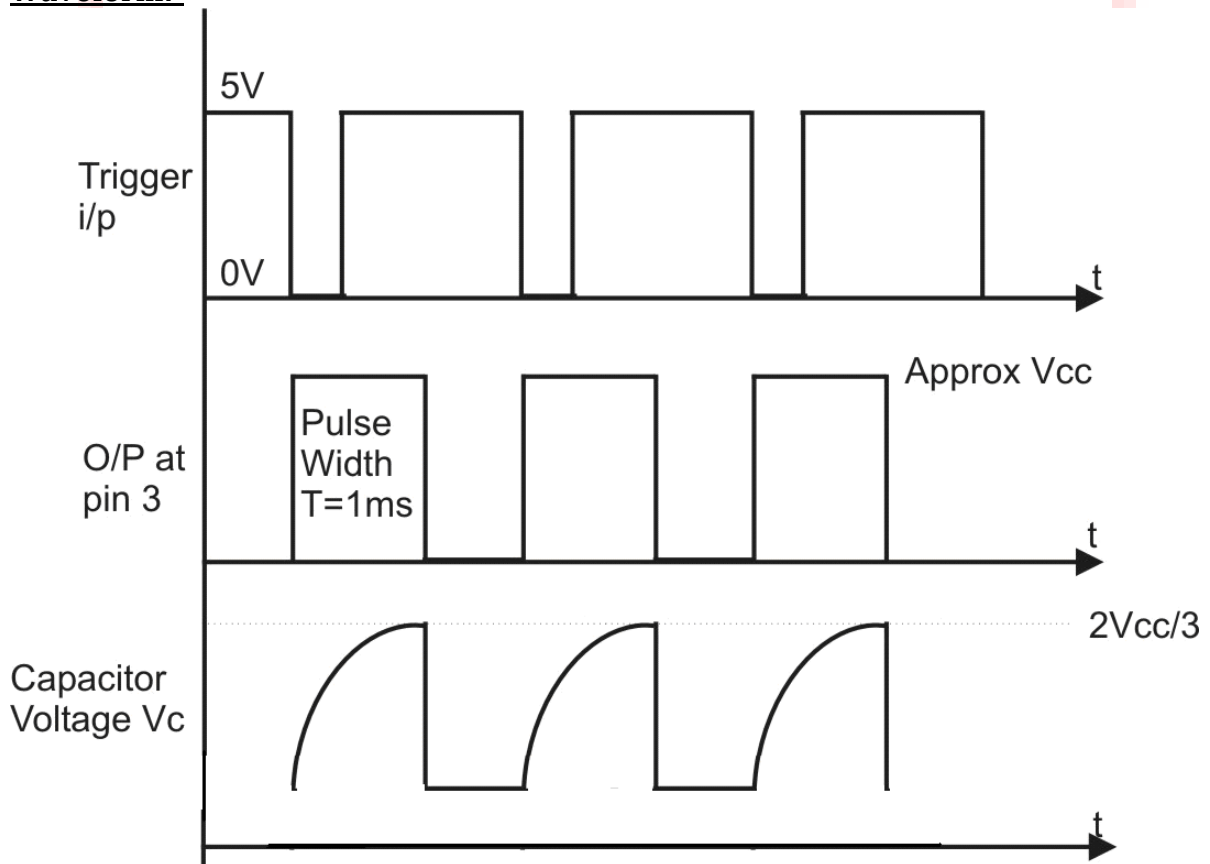 5V
Trigger
i/p
0V
t
Approx Vcc
Pulse
Width
T=1ms
O/P at
pin 3
t
2Vcc/3
Capacitor
Voltage Vc
t